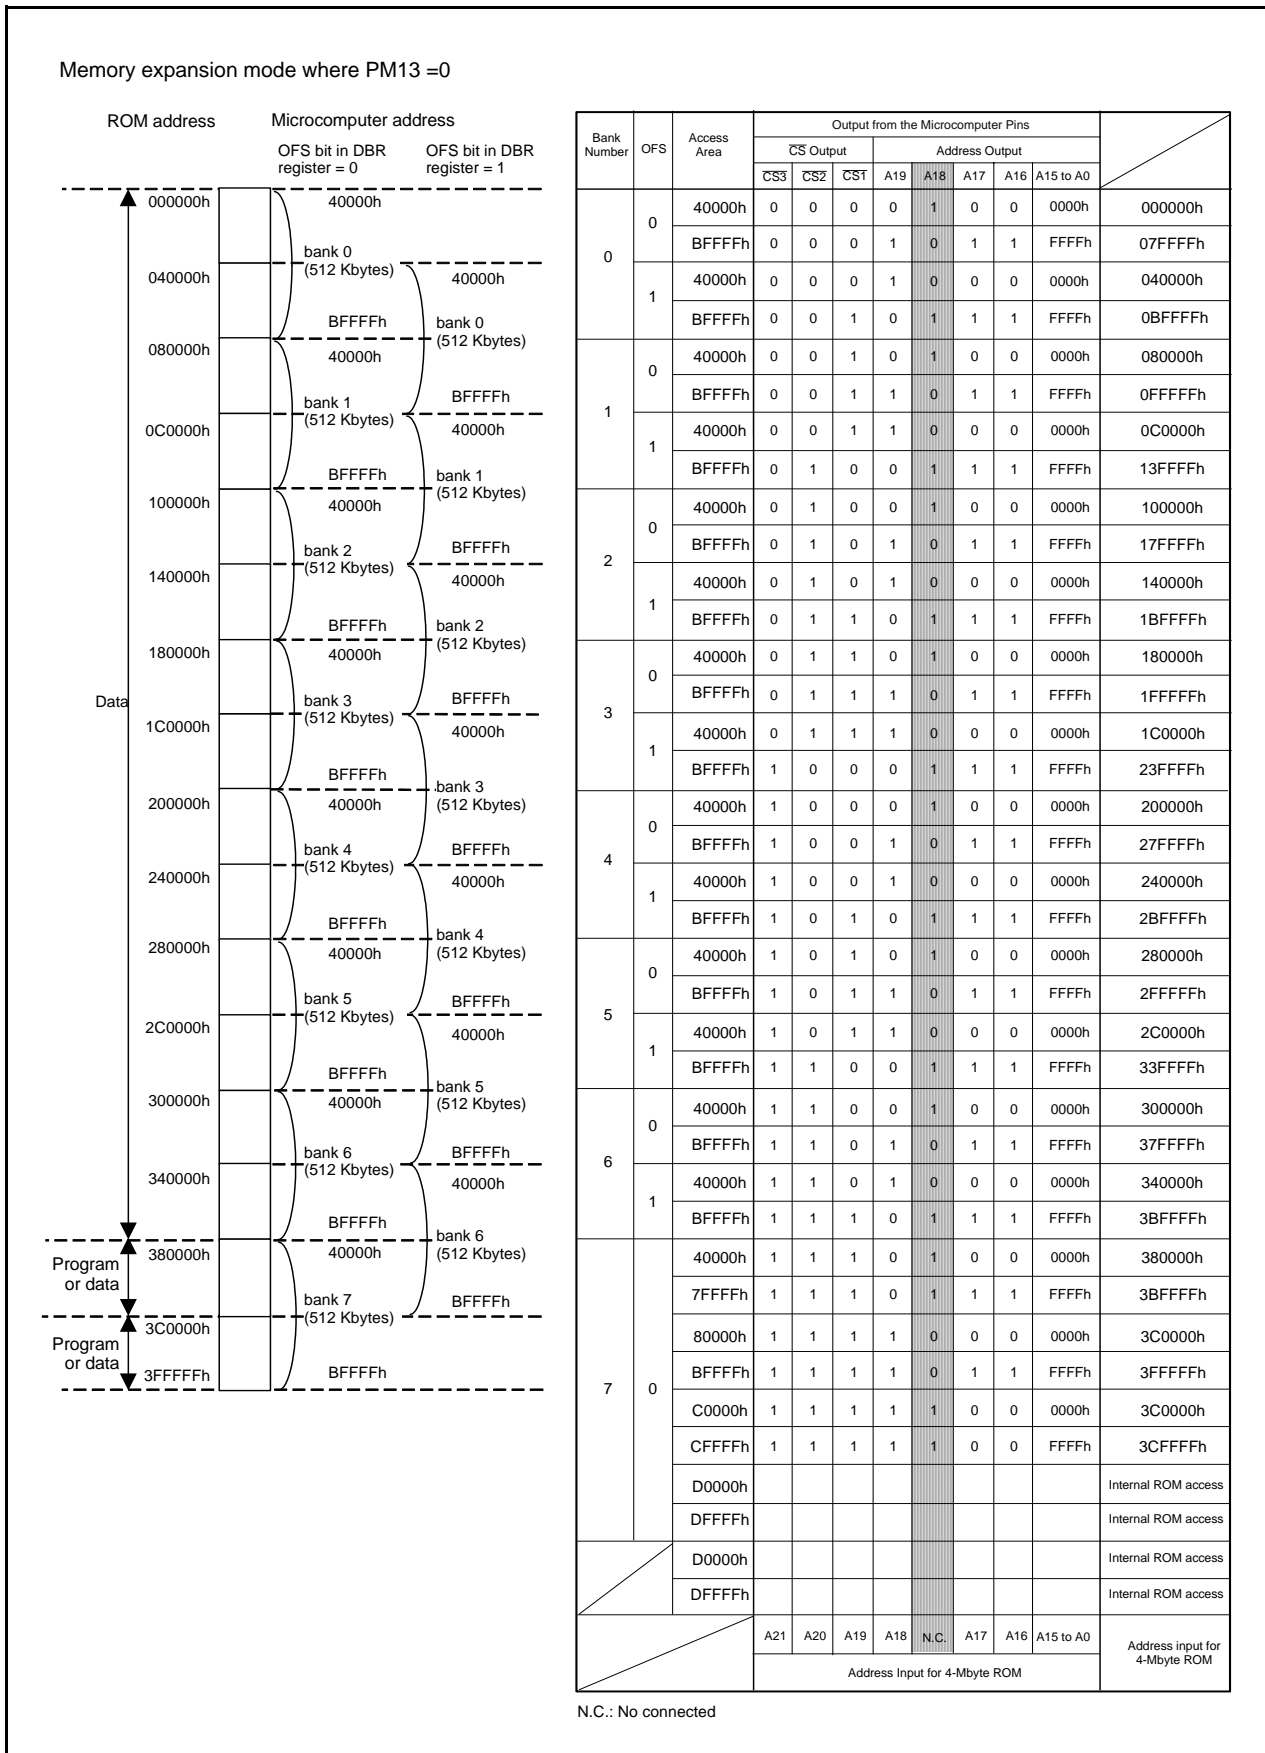 Memory expansion mode where PM13 =0
ROM address Microcomputer address
OFS bit in DBR register = 0
OFS bit in DBR register = 1
000000h 40000h
bank 0
(512 Kbytes)
040000h 40000h
BFFFFh bank 0
(512 Kbytes)
080000h 40000h
bank 1
(512 Kbytes) BFFFFh
0C0000h 40000h
BFFFFh bank 1
(512 Kbytes)
100000h 40000h
bank 2
(512 Kbytes) BFFFFh
140000h 40000h
BFFFFh bank 2
(512 Kbytes)
180000h 40000h
Data
bank 3
(512 Kbytes) BFFFFh
1C0000h 40000h
BFFFFh bank 3
(512 Kbytes)
200000h 40000h
bank 4
(512 Kbytes) BFFFFh
240000h 40000h
BFFFFh bank 4
(512 Kbytes)
280000h 40000h
bank 5
(512 Kbytes) BFFFFh
2C0000h 40000h
BFFFFh bank 5
(512 Kbytes)
300000h 40000h
bank 6
(512 Kbytes) BFFFFh
340000h 40000h
BFFFFh bank 6
(512 Kbytes)
380000h 40000h
Program
or data
bank 7
(512 Kbytes) BFFFFh
3C0000h
Program
or data
3FFFFFh BFFFFh
Bank Number OFS Access Area Output from the Microcomputer Pins
CS Output Address Output
CS3 CS2 CS1 A19 A18 A17 A16 A15 to A0
0 0 40000h 0 0 0 0 1 0 0 0000h 000000h
BFFFFh 0 0 0 1 0 1 1 FFFFh 07FFFFh
1 40000h 0 0 0 1 0 0 0 0000h 040000h
BFFFFh 0 0 1 0 1 1 1 FFFFh 0BFFFFh
1 0 40000h 0 0 1 0 1 0 0 0000h 080000h
BFFFFh 0 0 1 1 0 1 1 FFFFh 0FFFFFh
1 40000h 0 0 1 1 0 0 0 0000h 0C0000h
BFFFFh 0 1 0 0 1 1 1 FFFFh 13FFFFh
2 0 40000h 0 1 0 0 1 0 0 0000h 100000h
BFFFFh 0 1 0 1 0 1 1 FFFFh 17FFFFh
1 40000h 0 1 0 1 0 0 0 0000h 140000h
BFFFFh 0 1 1 0 1 1 1 FFFFh 1BFFFFh
3 0 40000h 0 1 1 0 1 0 0 0000h 180000h
BFFFFh 0 1 1 1 0 1 1 FFFFh 1FFFFFh
1 40000h 0 1 1 1 0 0 0 0000h 1C0000h
BFFFFh 1 0 0 0 1 1 1 FFFFh 23FFFFh
4 0 40000h 1 0 0 0 1 0 0 0000h 200000h
BFFFFh 1 0 0 1 0 1 1 FFFFh 27FFFFh
1 40000h 1 0 0 1 0 0 0 0000h 240000h
BFFFFh 1 0 1 0 1 1 1 FFFFh 2BFFFFh
5 0 40000h 1 0 1 0 1 0 0 0000h 280000h
BFFFFh 1 0 1 1 0 1 1 FFFFh 2FFFFFh
1 40000h 1 0 1 1 0 0 0 0000h 2C0000h
BFFFFh 1 1 0 0 1 1 1 FFFFh 33FFFFh
6 0 40000h 1 1 0 0 1 0 0 0000h 300000h
BFFFFh 1 1 0 1 0 1 1 FFFFh 37FFFFh
1 40000h 1 1 0 1 0 0 0 0000h 340000h
BFFFFh 1 1 1 0 1 1 1 FFFFh 3BFFFFh
7 0 40000h 1 1 1 0 1 0 0 0000h 380000h
7FFFFh 1 1 1 0 1 1 1 FFFFh 3BFFFFh
80000h 1 1 1 1 0 0 0 0000h 3C0000h
BFFFFh 1 1 1 1 0 1 1 FFFFh 3FFFFFh
C0000h 1 1 1 1 1 0 0 0000h 3C0000h
CFFFFh 1 1 1 1 1 0 0 FFFFh 3CFFFFh
D0000h Internal ROM access
DFFFFh Internal ROM access
D0000h Internal ROM access
DFFFFh Internal ROM access
A21 A20 A19 A18 N.C. A17 A16 A15 to A0 Address input for 4-Mbyte ROM
Address Input for 4-Mbyte ROM
N.C.: No connected